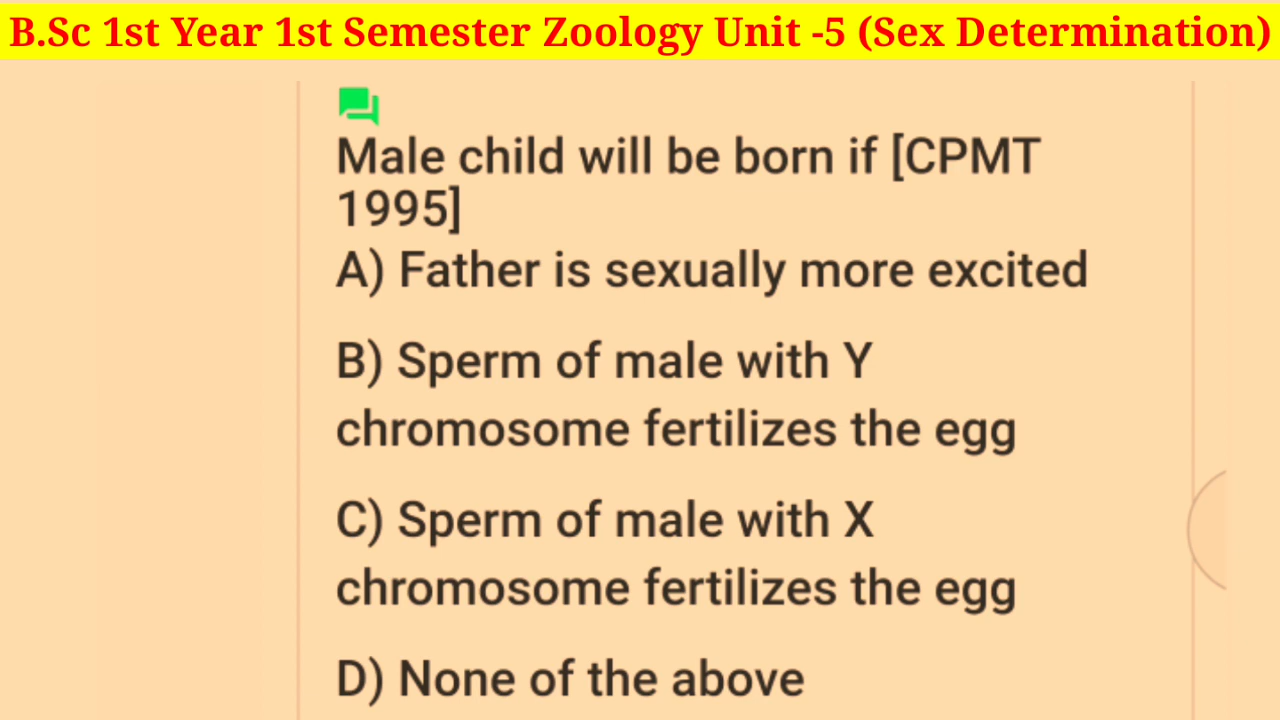 B.Sc 1st Year 1st Semester Zoology Unit -5 (Sex Determination)
Male child will be born if [CPMT
1995]
A) Father is sexually more excited
B) Sperm of male with Y
chromosome fertilizes the egg
C) Sperm of male with X
chromosome fertilizes the egg
D) None of the above